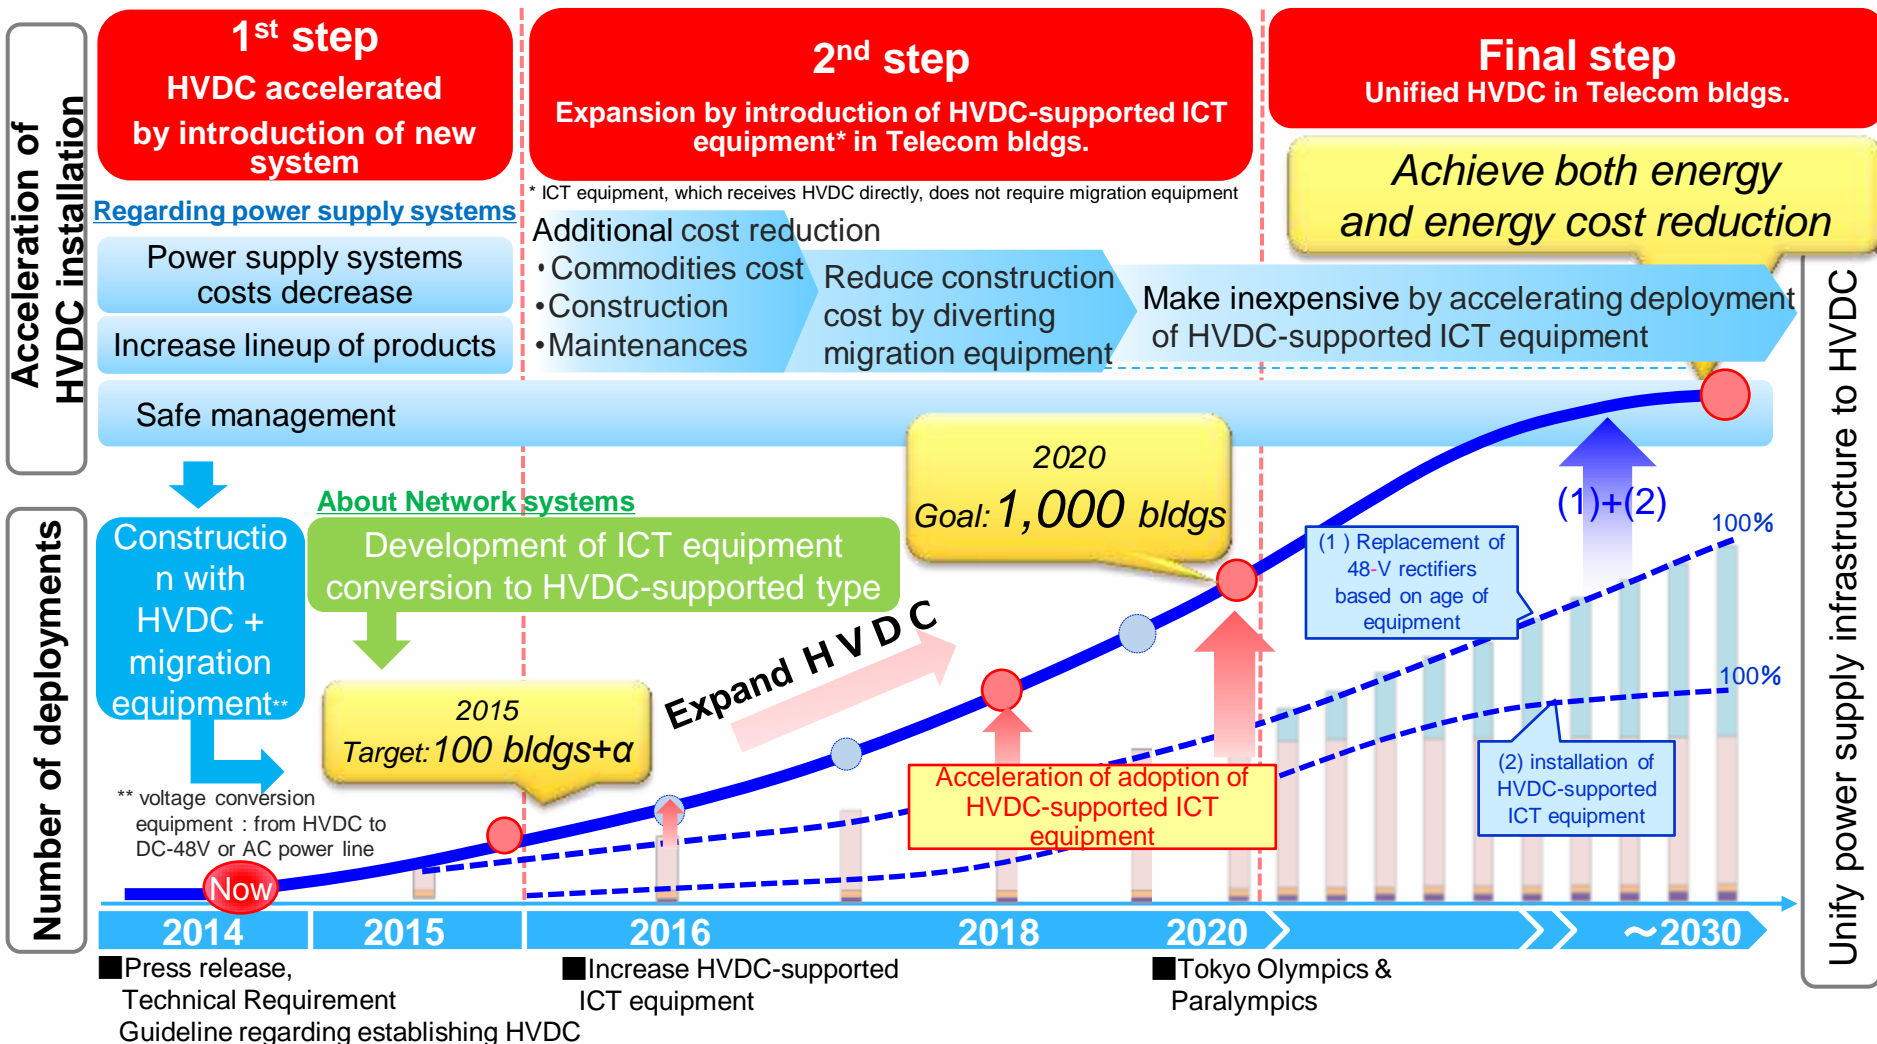 1st step
HVDC accelerated
by introduction of new
system
2nd step
Expansion by introduction of HVDC-supported ICT
equipment* in Telecom bldgs.
Final step
Unified HVDC in Telecom bldgs.
Acceleration of
HVDC installation
* ICT equipment, which receives HVDC directly, does not require migration equipment
Achieve both energy
and energy cost reduction
Regarding power supply systems
Power supply systems
costs decrease
Increase lineup of products
Safe management
Additional cost reduction
・Commodities cost
•Construction
•Maintenances
Reduce construction
cost by diverting
migration equipment
Make inexpensive by accelerating deployment
of HVDC-supported ICT equipment
Unify power supply infrastructure to HVDC
Number of deployments
Constructio
n with
HVDC +
migration
equipment**
About Network systems
Development of ICT equipment
conversion to HVDC-supported type
2020
Goal: 1,000 bldgs
2015
Target: 100 bldgs+α
Expand HVDC
(1)+(2)
(1 ) Replacement of
48-V rectifiers
based on age of
equipment
100%
100%
(2) installation of
HVDC-supported
ICT equipment
Acceleration of adoption of
HVDC-supported ICT
equipment
** voltage conversion
equipment : from HVDC to
DC-48V or AC power line
Now
2014
2015
2016
2018
2020
～2030
■Press release,
Technical Requirement
Guideline regarding establishing HVDC
■Increase HVDC-supported
ICT equipment
■Tokyo Olympics &
Paralympics